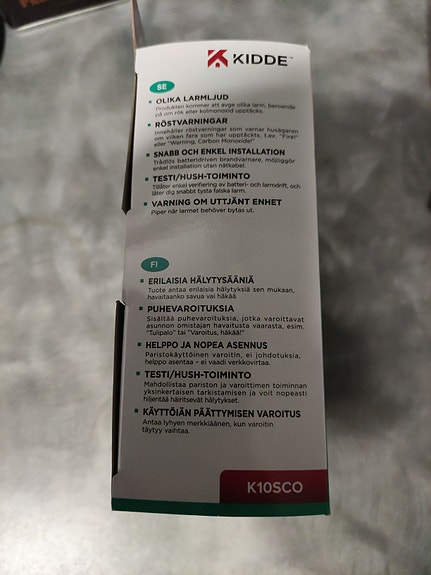 KIDDE™
SE
• OLIKA LARMLJUD
Produkten kommer att avge olika larm, beroende
på om rök eller kolmonoxid upptäcks.
• RÖSTVARNINGAR
Innehåller röstvarningar som varnar husägaren
om vilken fara som har upptäckts, t.ex. "Fire!"
eller "Warning, Carbon Monoxide!"
• SNABB OCH ENKEL INSTALLATION
Trådlös batteridriven brandvarnare, möjliggör
enkel installation utan nätkabel.
• TEST/HUSH-TOIMINTO
Tillåter enkel verifiering av batteri- och larmdrift, och
låter dig snabbt tysta falska larm.
• VARNING OM UTTJÄNT ENHET
Piper när larmet behöver bytas ut.
FI
• ERILAISIA HÄLYTYSÄÄNIÄ
Tuote antaa erilaisia hälytyksiä sen mukaan,
havaitaanko savua vai häkää.
• PUHEVAROITUKSIA
Sisältää puhevaroituksia, jotka varoittavat
asunnon omistajan havaitusta vaarasta, esim.
"Tulipalo" tai "Varoitus, häkää!"
• HELPPO JA NOPEA ASENNUS
Paristokäyttöinen varoitin, ei johdotuksia,
helppo asentaa – ei vaadi verkkovirtaa.
• TESTI/HUSH-TOIMINTO
Mahdollistaa pariston ja varoittimen toiminnan
yksinkertaisen tarkistamisen ja voit nopeasti
hiljentää häiritsevät hälytykset.
• KÄYTTÖIÄN PÄÄTTYMISEN VAROITUS
Antaa lyhyen merkkiäänen, kun varoitin
täytyy vaihtaa.
K10SCO